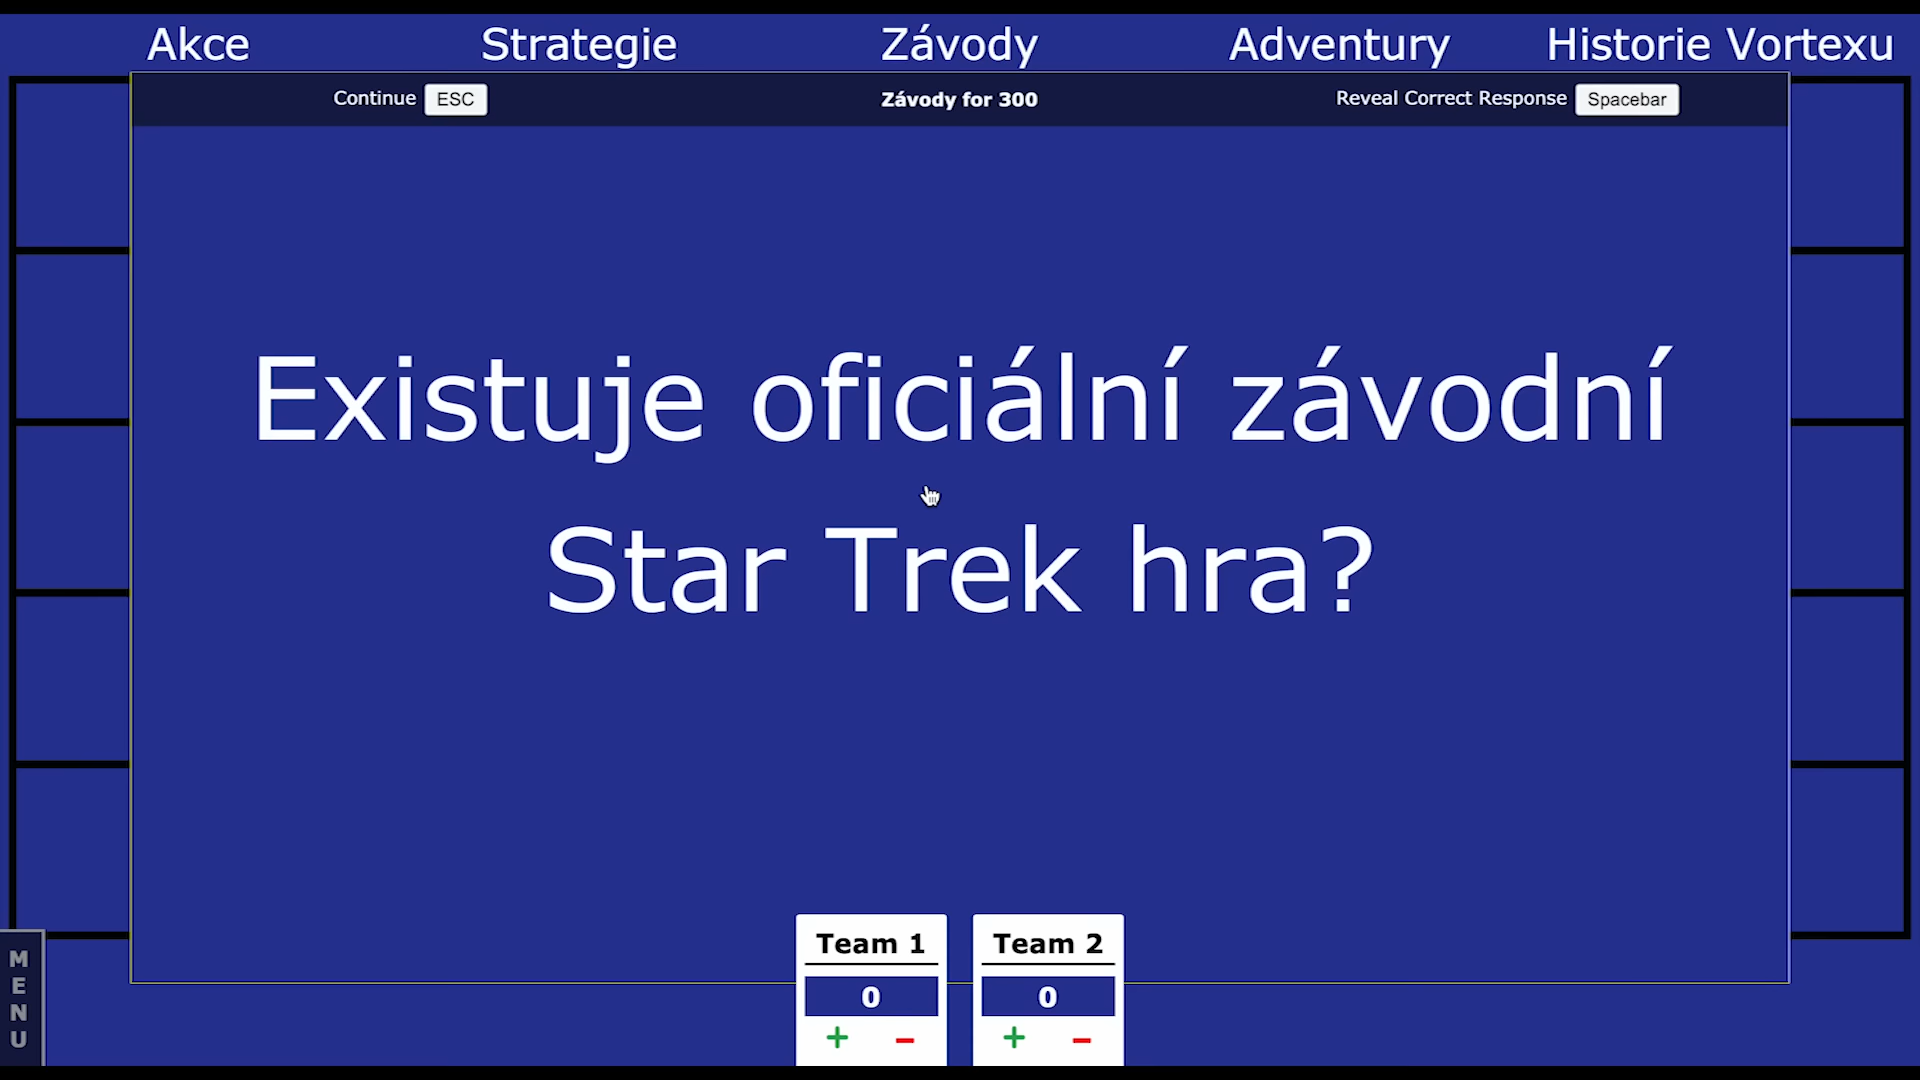 Akce Strategie Závody Adventury Historie Vortexu
Continue ESC Závody for 300 Reveal Correct Response Spacebar
Existuje oficiální závodní
Star Trek hra?
Team 1 Team 2
0 0
+ - + -
MENU